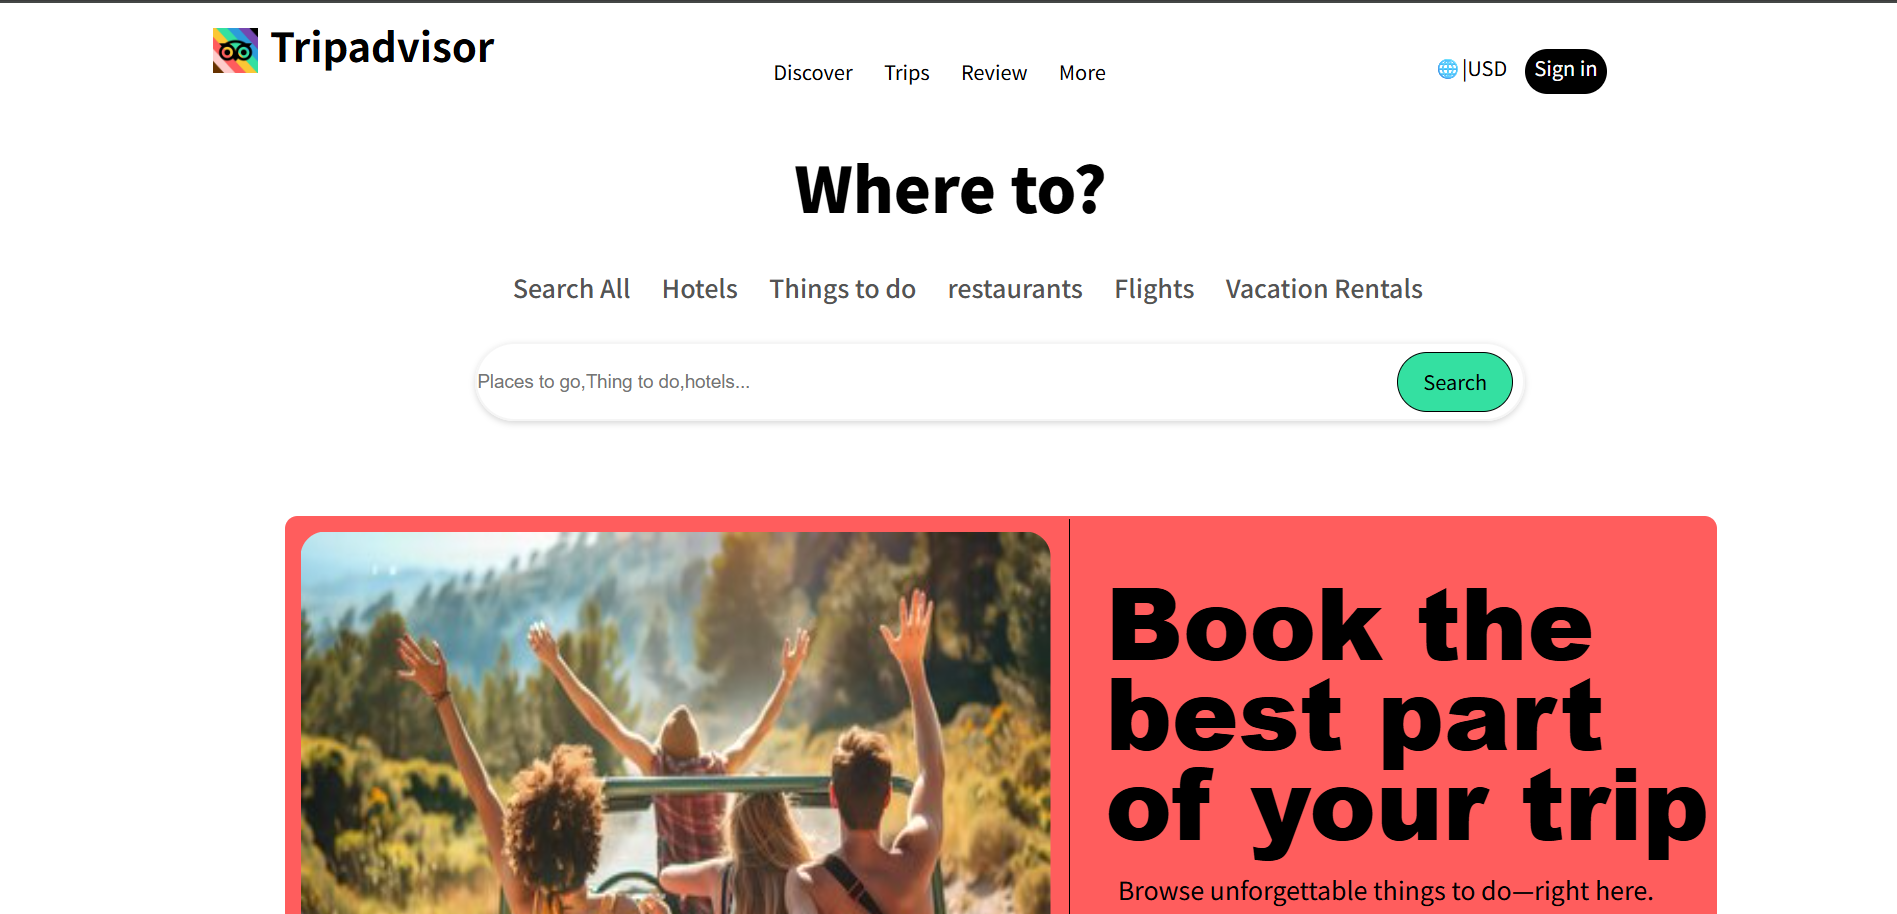 Tripadvisor
Discover Trips Review More
🌐 |USD Sign in
Where to?
Search All Hotels Things to do restaurants Flights Vacation Rentals
Places to go,Thing to do,hotels...
Search
Book the
best part
of your trip
Browse unforgettable things to do—right here.